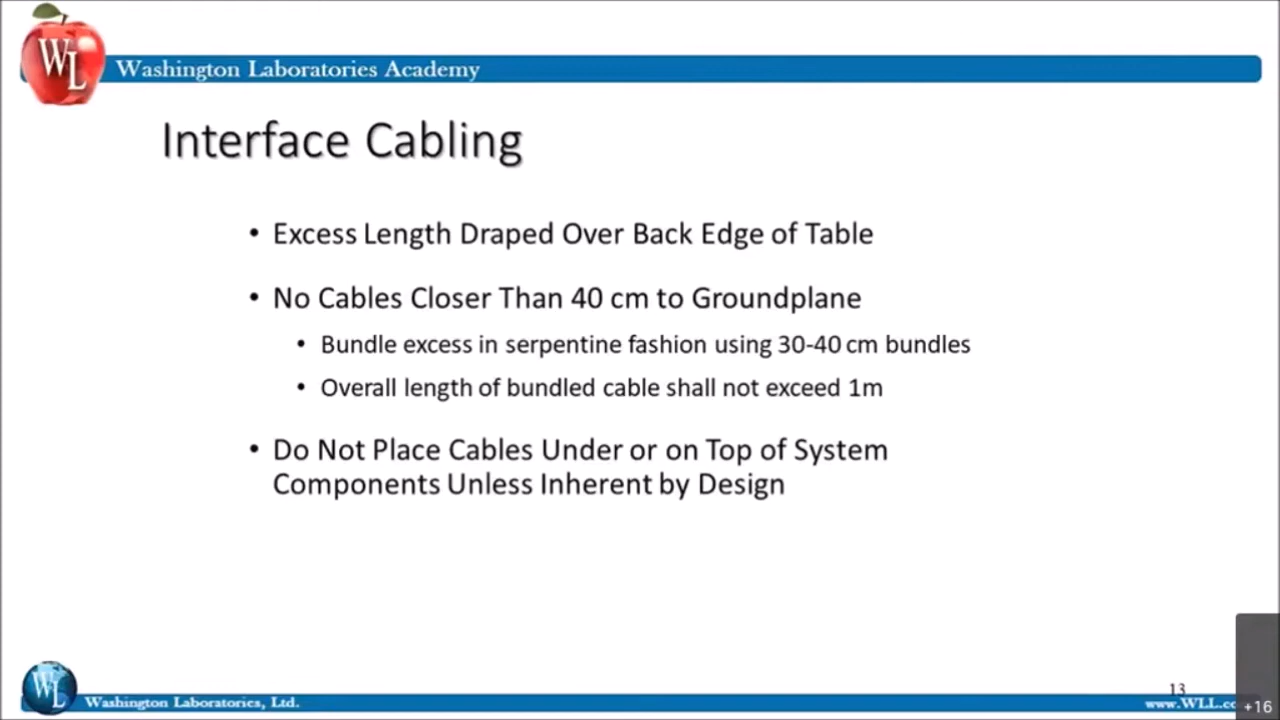 WL
Washington Laboratories Academy
Interface Cabling
• Excess Length Draped Over Back Edge of Table
• No Cables Closer Than 40 cm to Groundplane
• Bundle excess in serpentine fashion using 30-40 cm bundles
• Overall length of bundled cable shall not exceed 1m
• Do Not Place Cables Under or on Top of System
Components Unless Inherent by Design
13
WL
Washington Laboratories, Ltd.
www.WLL.co
+16